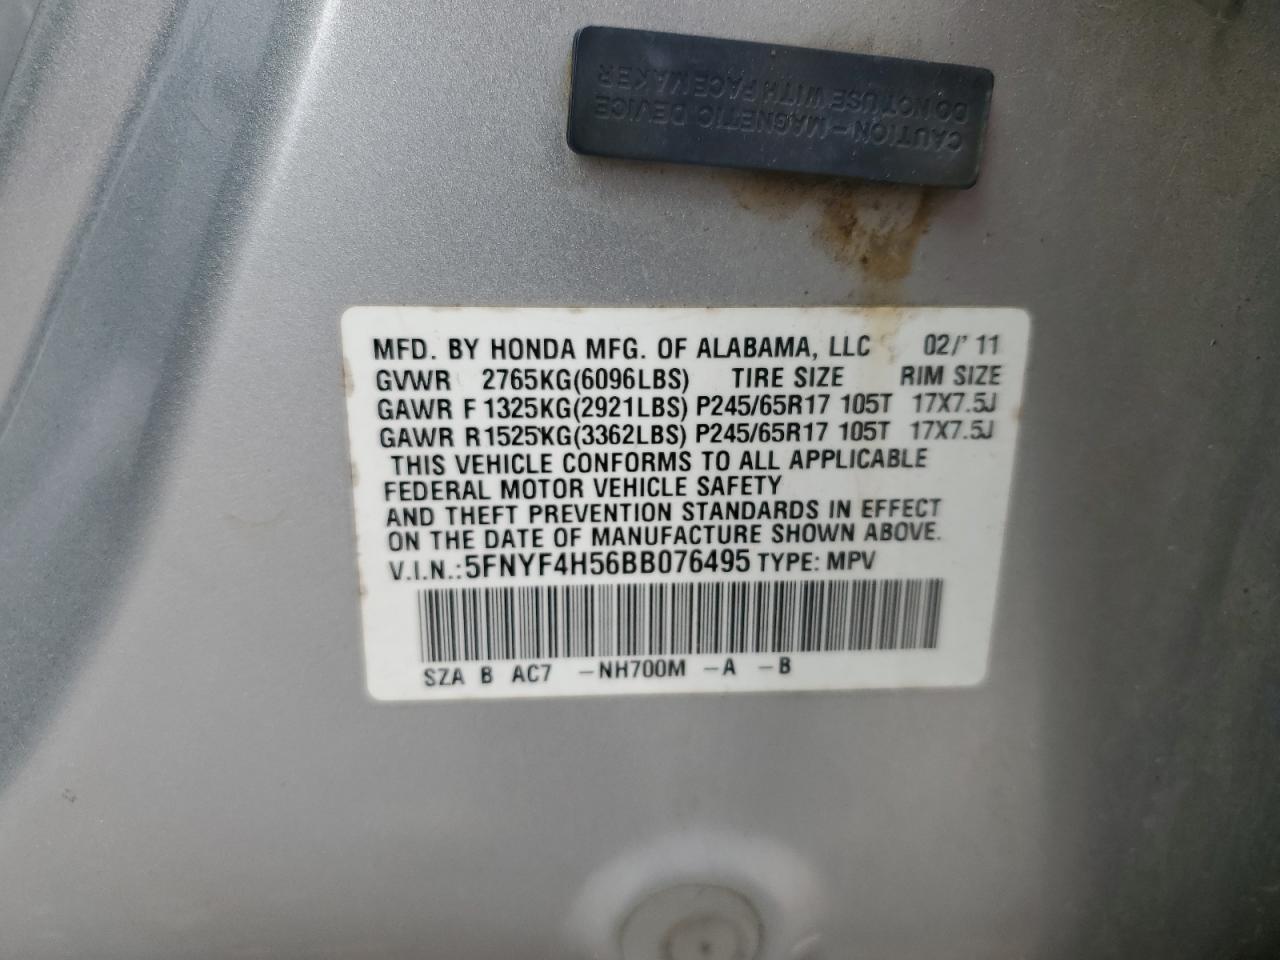 CAUTION - MAGNETIC DEVICE
DO NOT USE WITH PACEMAKER
MFD. BY HONDA MFG. OF ALABAMA, LLC 02/'11
GVWR 2765KG(6096LBS) TIRE SIZE RIM SIZE
GAWR F 1325KG(2921LBS) P245/65R17 105T 17X7.5J
GAWR R1525KG(3362LBS) P245/65R17 105T 17X7.5J
THIS VEHICLE CONFORMS TO ALL APPLICABLE
FEDERAL MOTOR VEHICLE SAFETY
AND THEFT PREVENTION STANDARDS IN EFFECT
ON THE DATE OF MANUFACTURE SHOWN ABOVE.
V.I.N.:5FNYF4H56BB076495 TYPE: MPV
SZA B AC7 -NH700M -A -B